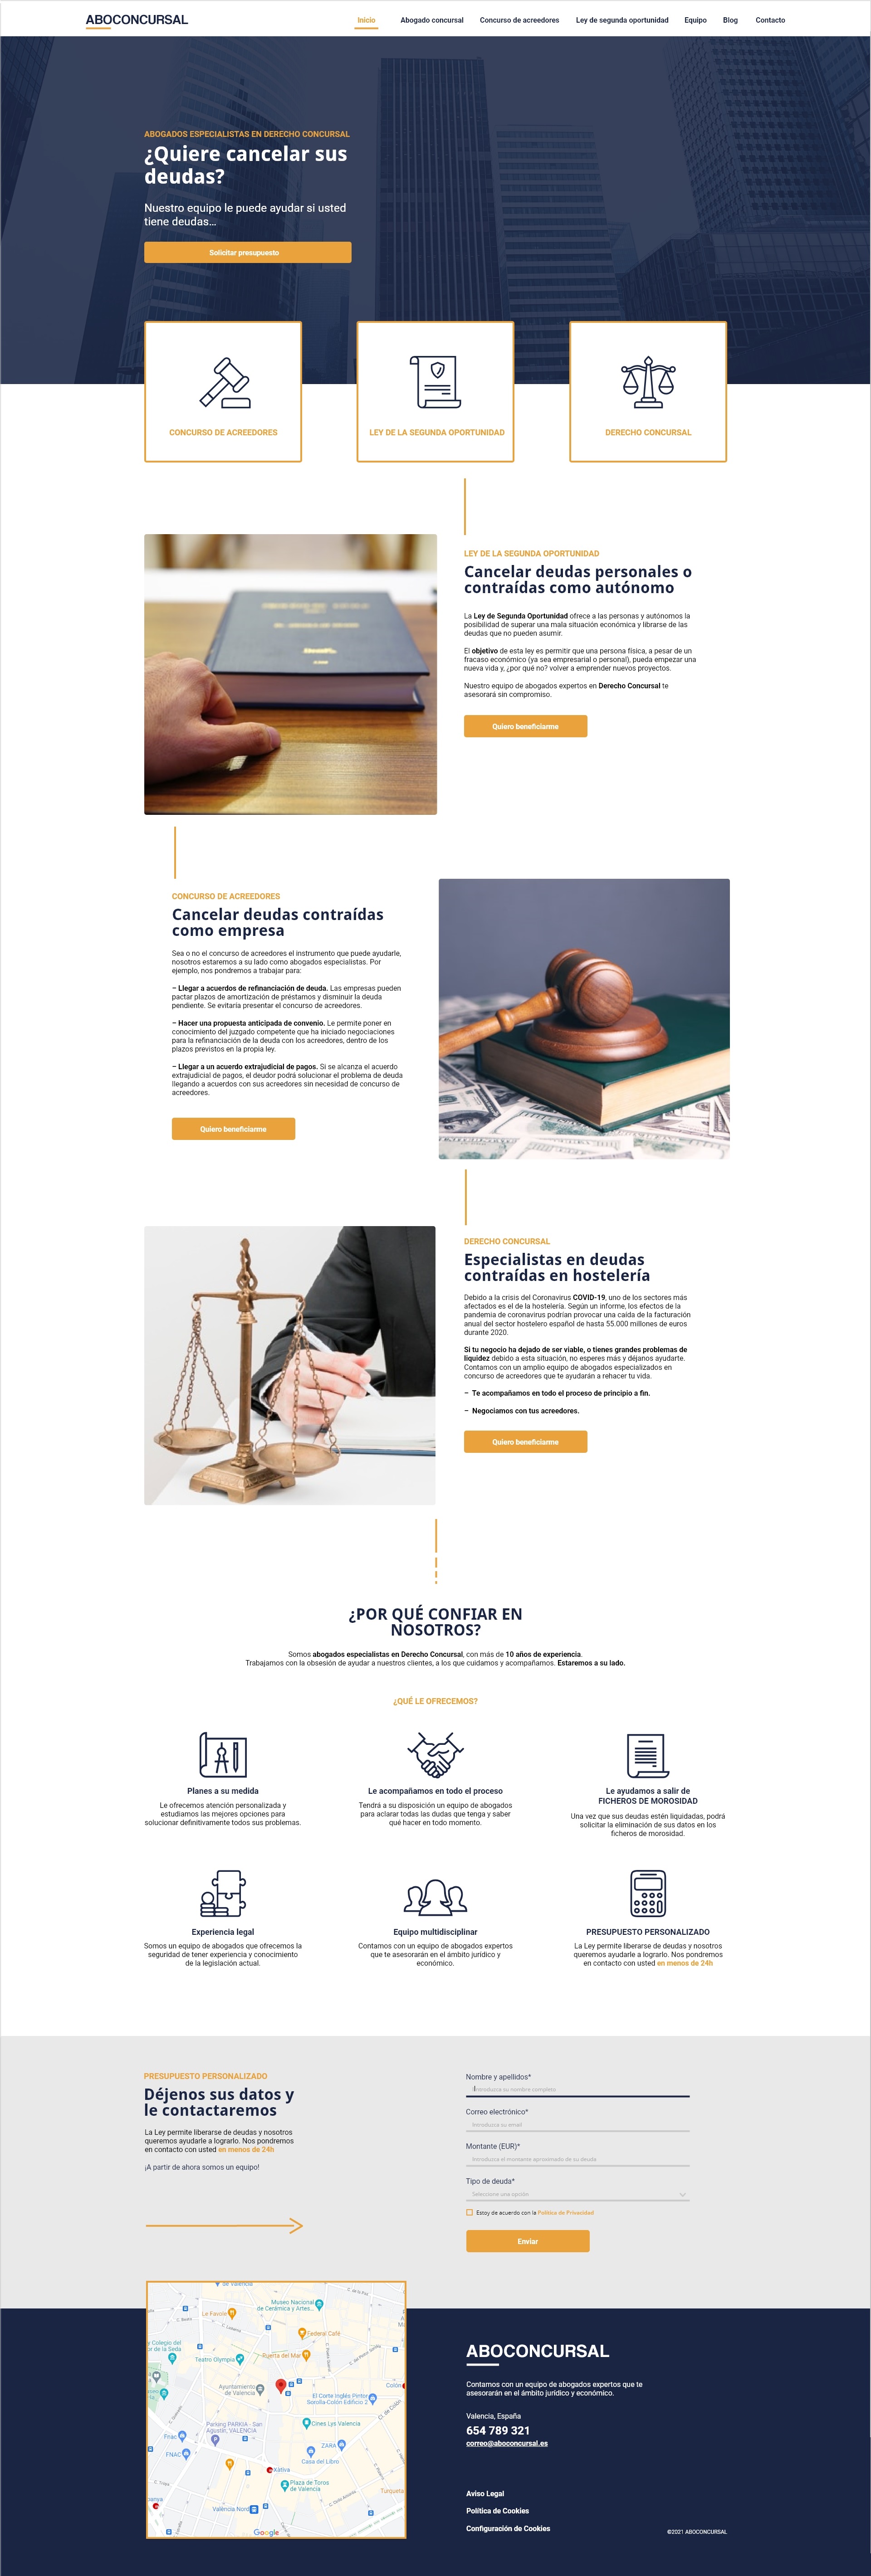 ABOCONCURSAL
Inicio Abogado concursal Concurso de acreedores Ley de segunda oportunidad Equipo Blog Contacto
ABOGADOS ESPECIALISTAS EN DERECHO CONCURSAL
¿Quiere cancelar sus
deudas?
Nuestro equipo le puede ayudar si usted
tiene deudas...
Solicitar presupuesto
CONCURSO DE ACREEDORES
LEY DE LA SEGUNDA OPORTUNIDAD
DERECHO CONCURSAL
LEY DE LA SEGUNDA OPORTUNIDAD
Cancelar deudas personales o
contraídas como autónomo
La Ley de Segunda Oportunidad ofrece a las personas y autónomos la
posibilidad de superar una mala situación económica y librarse de las
deudas que no pueden asumir.
El objetivo de esta ley es permitir que una persona física, a pesar de un
fracaso económico (ya sea empresarial o personal), pueda empezar una
nueva vida y, ¿por qué no? volver a emprender nuevos proyectos.
Nuestro equipo de abogados expertos en Derecho Concursal te
asesorará sin compromiso.
Quiero beneficiarme
CONCURSO DE ACREEDORES
Cancelar deudas contraídas
como empresa
Sea o no el concurso de acreedores el instrumento que puede ayudarle,
nosotros estaremos a su lado como abogados especialistas. Por
ejemplo, nos pondremos a trabajar para:
– Llegar a acuerdos de refinanciación de deuda. Las empresas pueden
pactar plazos de amortización de préstamos y disminuir la deuda
pendiente. Se evitaría presentar el concurso de acreedores.
– Hacer una propuesta anticipada de convenio. Le permite poner en
conocimiento del juzgado competente que ha iniciado negociaciones
para la refinanciación de la deuda con los acreedores, dentro de los
plazos previstos en la propia ley.
– Llegar a un acuerdo extrajudicial de pagos. Si se alcanza el acuerdo
extrajudicial de pagos, el deudor podrá solucionar el problema de deuda
llegando a acuerdos con sus acreedores sin necesidad de concurso de
acreedores.
Quiero beneficiarme
DERECHO CONCURSAL
Especialistas en deudas
contraídas en hostelería
Debido a la crisis del Coronavirus COVID-19, uno de los sectores más
afectados es el de la hostelería. Según un informe, los efectos de la
pandemia de coronavirus podrían provocar una caída de la facturación
anual del sector hostelero español de hasta 55.000 millones de euros
durante 2020.
Si tu negocio ha dejado de ser viable, o tienes grandes problemas de
liquidez debido a esta situación, no esperes más y déjanos ayudarte.
Contamos con un amplio equipo de abogados especializados en
concurso de acreedores que te ayudarán a rehacer tu vida.
– Te acompañamos en todo el proceso de principio a fin.
– Negociamos con tus acreedores.
Quiero beneficiarme
¿POR QUÉ CONFIAR EN
NOSOTROS?
Somos abogados especialistas en Derecho Concursal, con más de 10 años de experiencia.
Trabajamos con la obsesión de ayudar a nuestros clientes, a los que cuidamos y acompañamos. Estaremos a su lado.
¿QUÉ LE OFRECEMOS?
Planes a su medida
Le ofrecemos atención personalizada y
estudiamos las mejores opciones para
solucionar definitivamente todos sus problemas.
Le acompañamos en todo el proceso
Tendrá a su disposición un equipo de abogados
para aclarar todas las dudas que tenga y saber
qué hacer en todo momento.
Le ayudamos a salir de
FICHEROS DE MOROSIDAD
Una vez que sus deudas estén liquidadas, podrá
solicitar la eliminación de sus datos en los
ficheros de morosidad.
Experiencia legal
Somos un equipo de abogados que ofrecemos la
seguridad de tener experiencia y conocimiento
de la legislación actual.
Equipo multidisciplinar
Contamos con un equipo de abogados expertos
que te asesorarán en el ámbito jurídico y
económico.
PRESUPUESTO PERSONALIZADO
La Ley permite liberarse de deudas y nosotros
queremos ayudarle a lograrlo. Nos pondremos
en contacto con usted en menos de 24h
PRESUPUESTO PERSONALIZADO
Déjenos sus datos y
le contactaremos
La Ley permite liberarse de deudas y nosotros
queremos ayudarle a lograrlo. Nos pondremos
en contacto con usted en menos de 24h
¡A partir de ahora somos un equipo!
Nombre y apellidos*
Introduzca su nombre completo
Correo electrónico*
Introduzca su email
Montante (EUR)*
Introduzca el montante aproximado de su deuda
Tipo de deuda*
Seleccione una opción
Estoy de acuerdo con la Política de Privacidad
Enviar
de Valencia
Museo Nacional
de Cerámica y Artes...
La Favole
Federal Café
y Colegio del
ur de la Seda
Teatro Olympia
Puerta del Mar
Colón
Ayuntamiento
de Valencia
El Corte Inglés Pintor
Sorolla-Colón Edificio 2
C. de Colón
Parking PARKIA - San
Agustín, VALENCIA
Cines Lys Valencia
Fnac
FNAC
ZARA
Casa del Libro
Xàtiva
Plaza de Toros
de Valencia
Turqueta
València Nord
Google
ABOCONCURSAL
Contamos con un equipo de abogados expertos que te
asesorarán en el ámbito jurídico y económico.
Valencia, España
654 789 321
correo@aboconcursal.es
Aviso Legal
Política de Cookies
Configuración de Cookies
©2021 ABOCONCURSAL